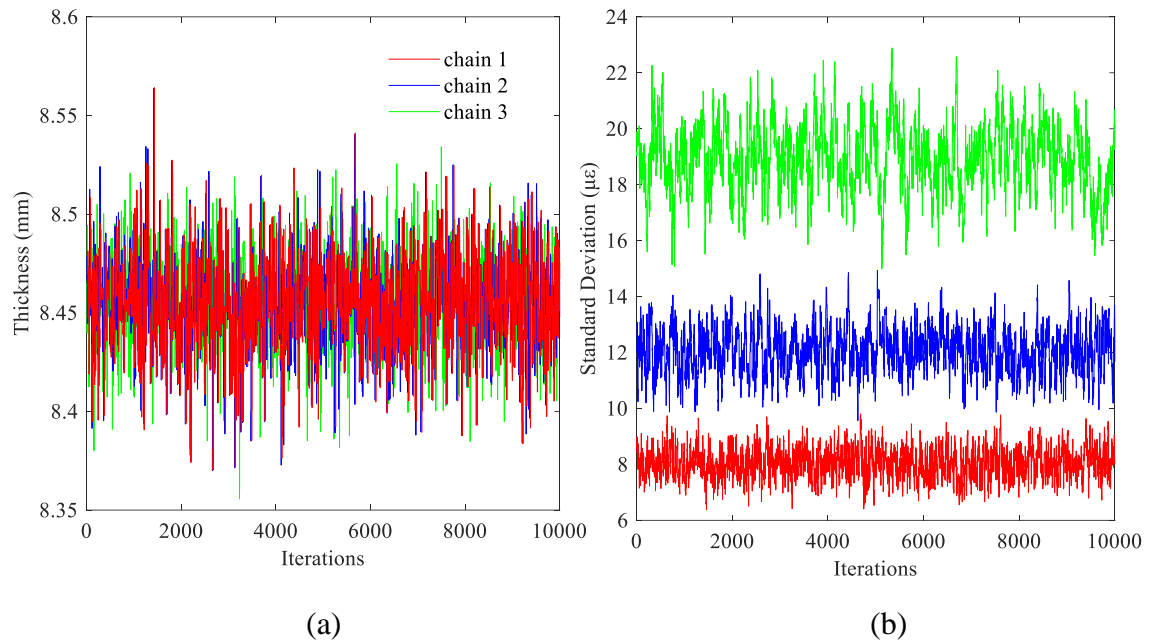 8.6
8.55
8.5
8.45
8.4
8.35
Thickness (mm)
chain 1
chain 2
chain 3
0 2000 4000 6000 8000 10000
Iterations
(a)
24
22
20
18
16
14
12
10
8
6
Standard Deviation (με)
0 2000 4000 6000 8000 10000
Iterations
(b)